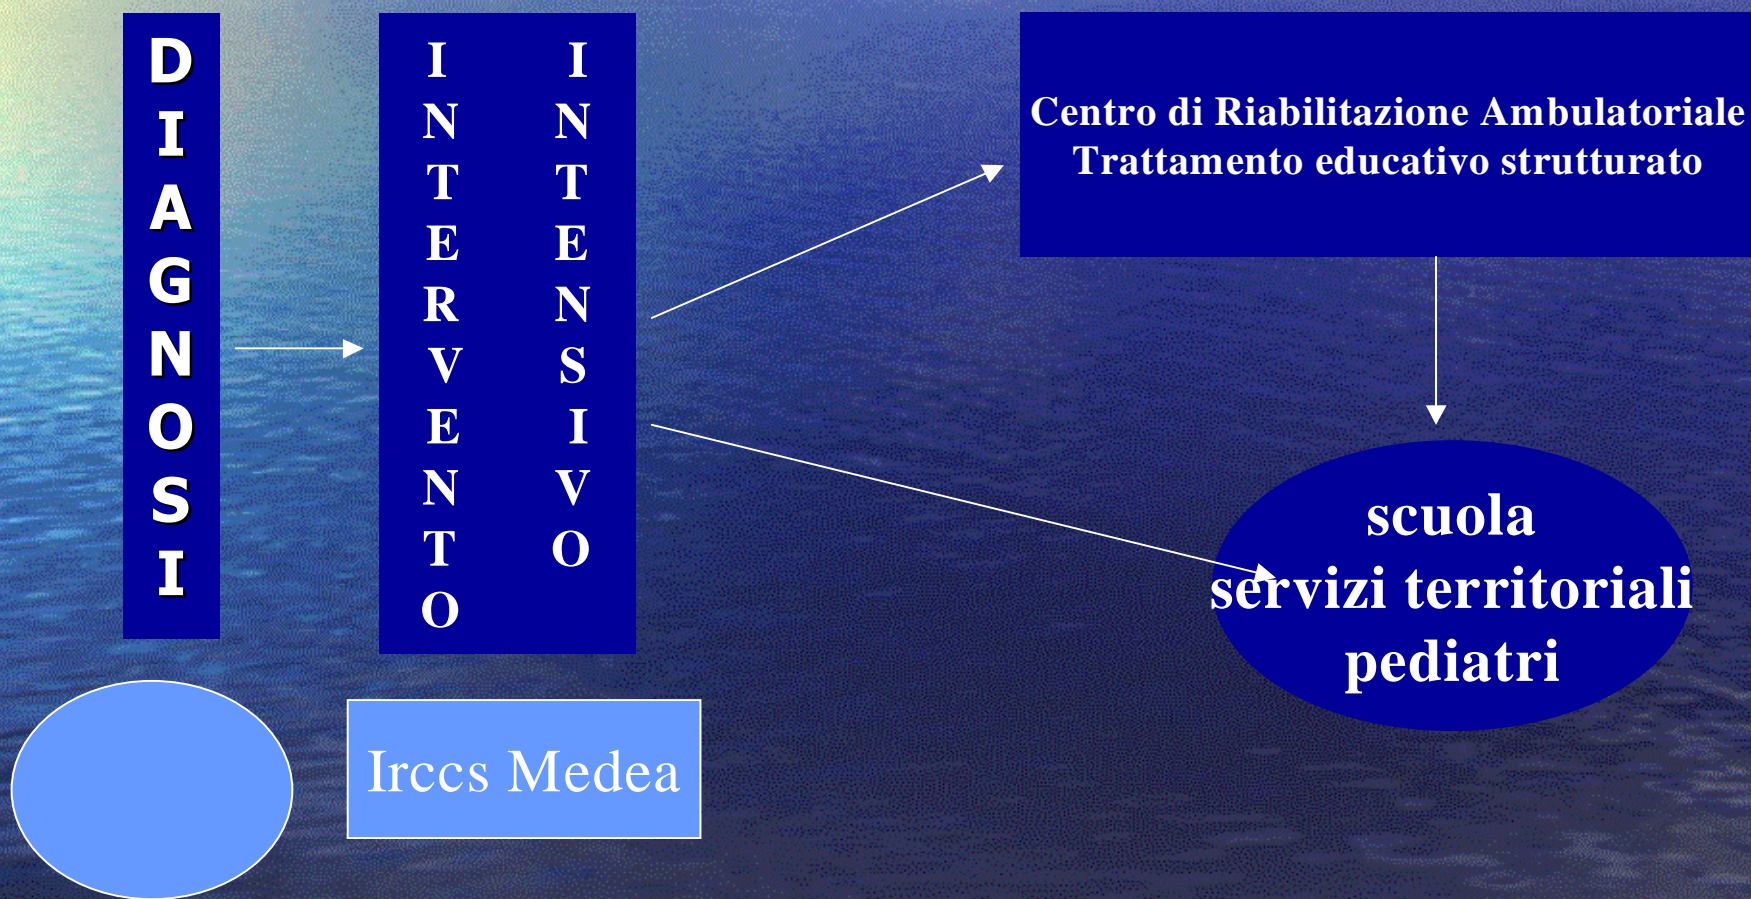 DIAGNOSI
INTERVENTO
INTENSIVO
Centro di Riabilitazione Ambulatoriale
Trattamento educativo strutturato
scuola
servizi territoriali
pediatri
Irccs Medea